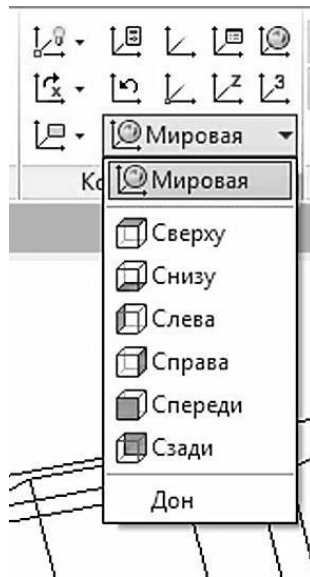 Мировая
Ко
Мировая
Сверху
Снизу
Слева
Справа
Спереди
Сзади
Дон